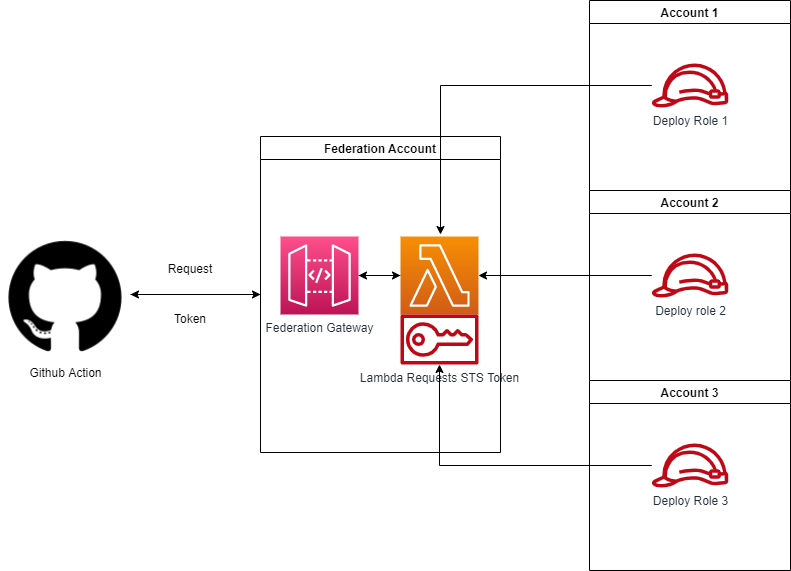 Account 1
Deploy Role 1
Federation Account
Account 2
Request
</>
Token
Federation Gateway
Deploy role 2
Github Action
Lambda Requests STS Token
Account 3
Deploy Role 3